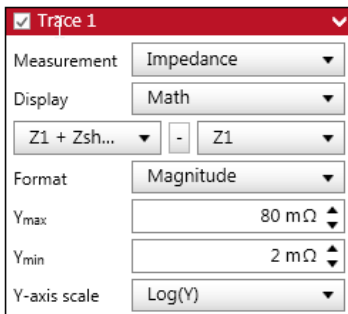 Trace 1
Measurement Impedance
Display Math
Z1 + Zsh... - Z1
Format Magnitude
Ymax 80 mΩ
Ymin 2 mΩ
Y-axis scale Log(Y)